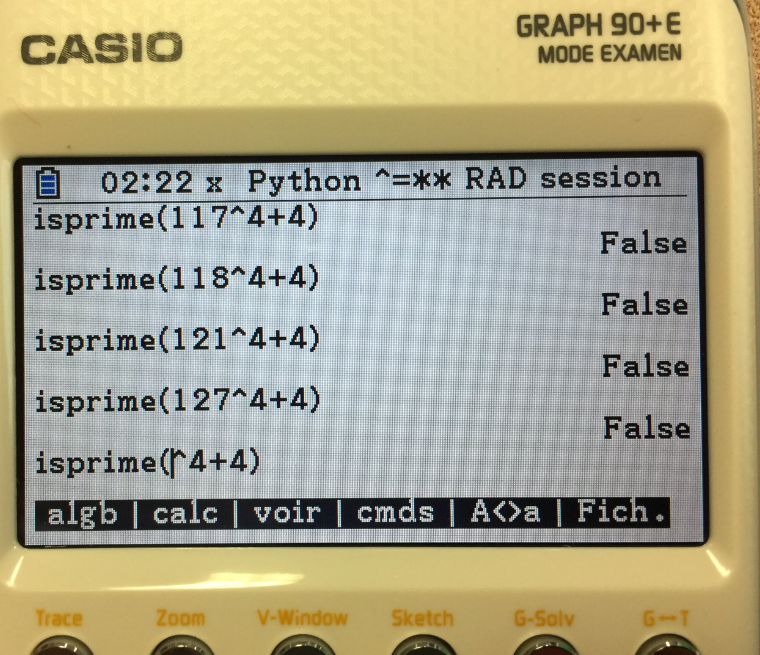 CASIO
GRAPH 90+E
MODE EXAMEN
02:22 x Python ^=** RAD session
isprime(117^4+4)
False
isprime(118^4+4)
False
isprime(121^4+4)
False
isprime(127^4+4)
False
isprime(^4+4)
algb | calc | voir | cmds | A<>a | Fich.
Trace Zoom V-Window Sketch G-Solv G↔T